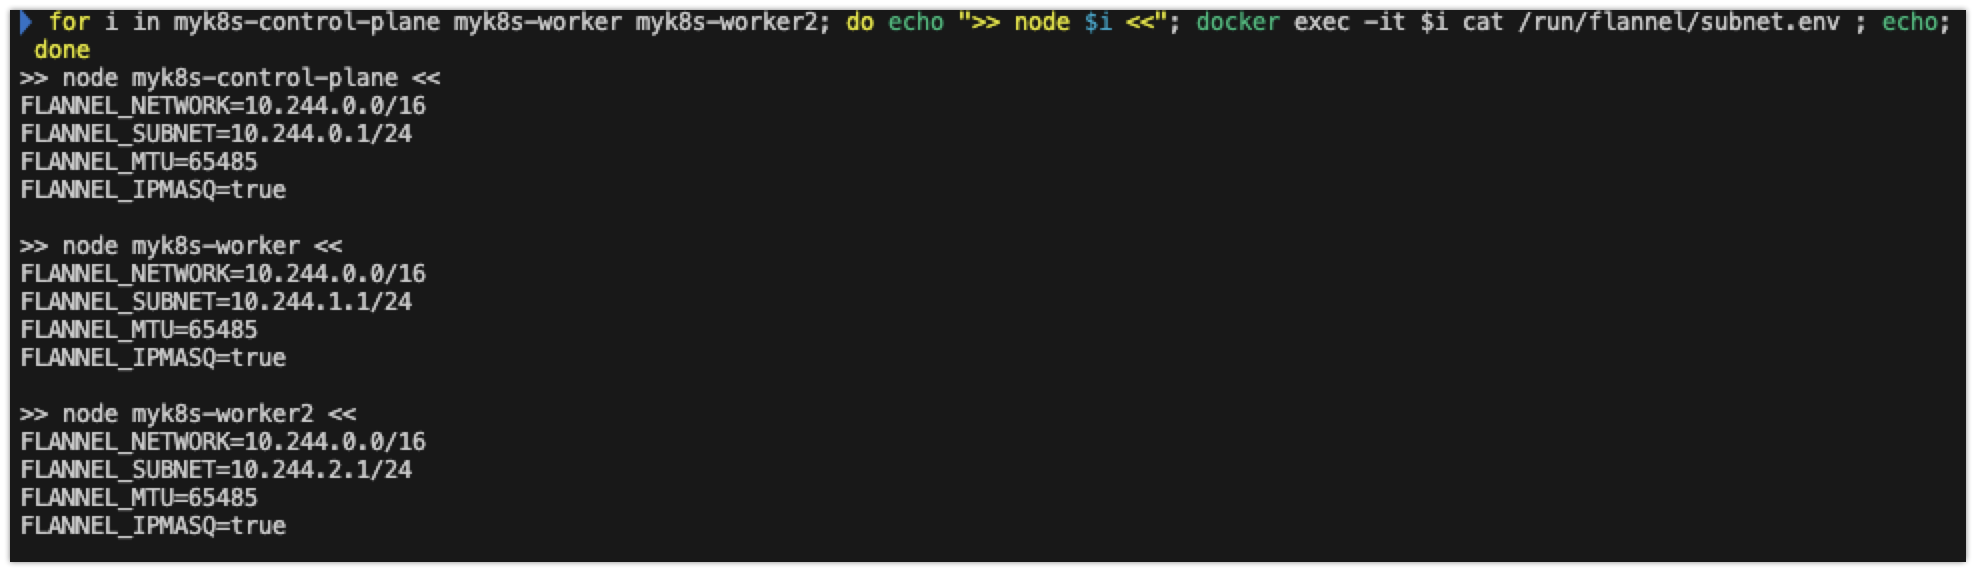 for i in myk8s-control-plane myk8s-worker myk8s-worker2; do echo ">> node $i <<"; docker exec -it $i cat /run/flannel/subnet.env ; echo;
done
>> node myk8s-control-plane <<
FLANNEL_NETWORK=10.244.0.0/16
FLANNEL_SUBNET=10.244.0.1/24
FLANNEL_MTU=65485
FLANNEL_IPMASQ=true

>> node myk8s-worker <<
FLANNEL_NETWORK=10.244.0.0/16
FLANNEL_SUBNET=10.244.1.1/24
FLANNEL_MTU=65485
FLANNEL_IPMASQ=true

>> node myk8s-worker2 <<
FLANNEL_NETWORK=10.244.0.0/16
FLANNEL_SUBNET=10.244.2.1/24
FLANNEL_MTU=65485
FLANNEL_IPMASQ=true